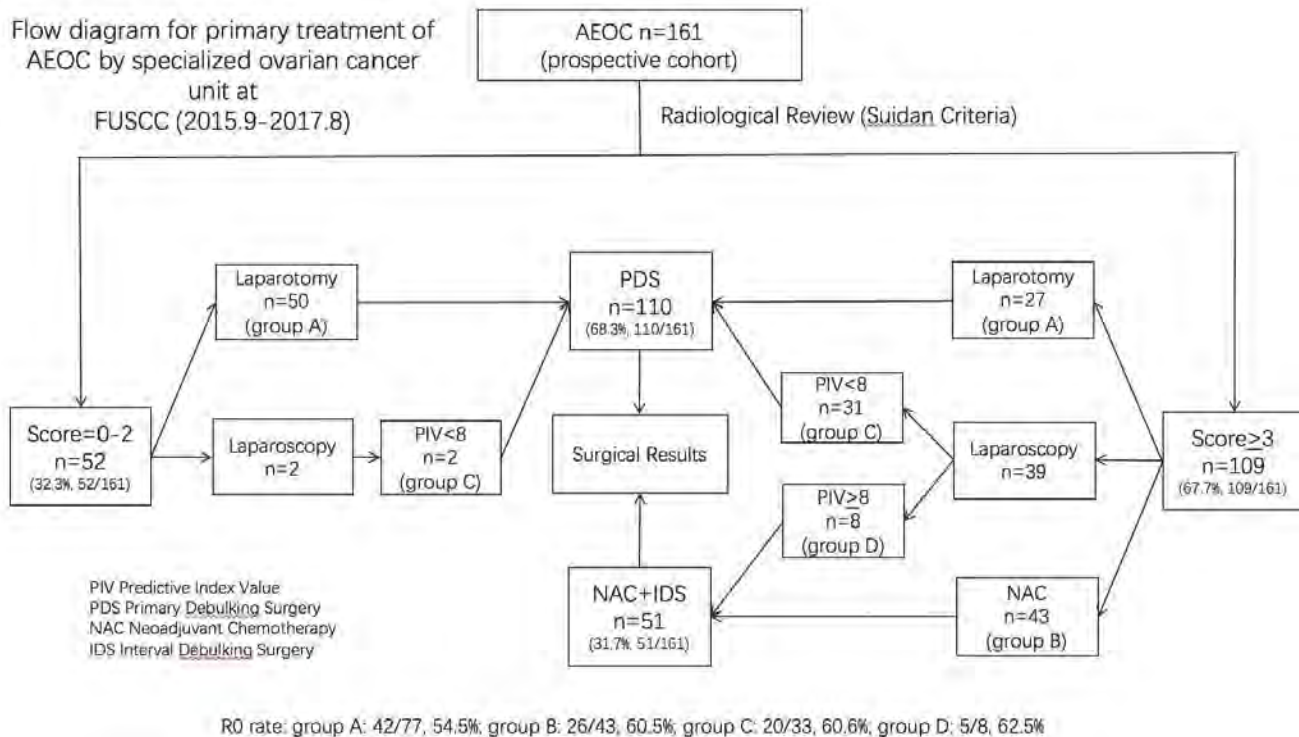 Flow diagram for primary treatment of
AEOC by specialized ovarian cancer
unit at
FUSCC (2015.9-2017.8)
AEOC n=161
(prospective cohort)
Radiological Review (Suidan Criteria)
Laparotomy
n=50
(group A)
PDS
n=110
(68.3%, 110/161)
Laparotomy
n=27
(group A)
Score=0-2
n=52
(32.3%, 52/161)
Laparoscopy
n=2
PIV<8
n=2
(group C)
Surgical Results
PIV<8
n=31
(group C)
Laparoscopy
n=39
Score≥3
n=109
(67.7%, 109/161)
PIV≥8
n=8
(group D)
NAC+IDS
n=51
(31.7%, 51/161)
NAC
n=43
(group B)
PIV Predictive Index Value
PDS Primary Debulking Surgery
NAC Neoadjuvant Chemotherapy
IDS Interval Debulking Surgery
R0 rate: group A: 42/77, 54.5%; group B: 26/43, 60.5%; group C: 20/33, 60.6%; group D: 5/8, 62.5%